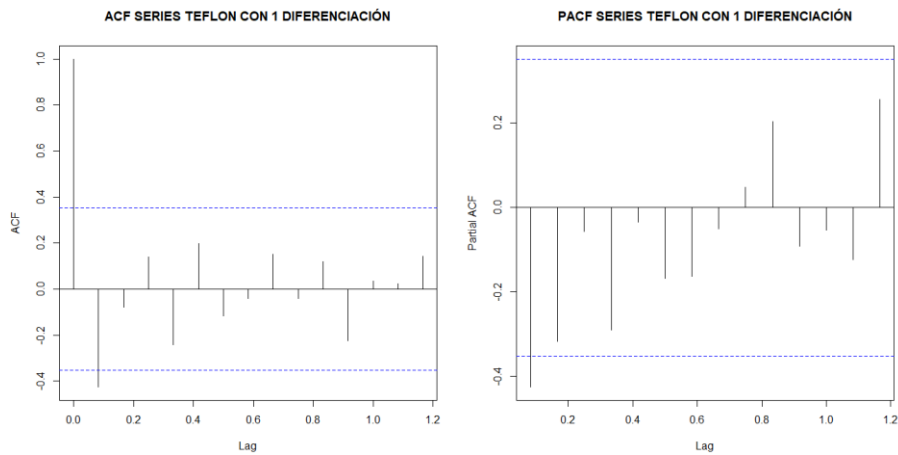 ACF SERIES TEFLON CON 1 DIFERENCIACIÓN
ACF
1.0
0.8
0.6
0.4
0.2
0.0
-0.2
-0.4
0.0 0.2 0.4 0.6 0.8 1.0 1.2
Lag
PACF SERIES TEFLON CON 1 DIFERENCIACIÓN
Partial ACF
0.2
0.0
-0.2
-0.4
0.2 0.4 0.6 0.8 1.0 1.2
Lag